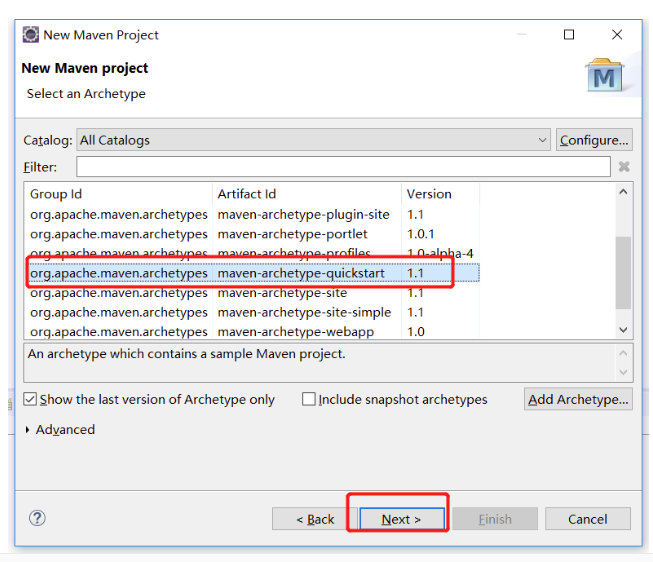 New Maven Project
New Maven project
Select an Archetype
M
Catalog: All Catalogs Configure...
Filter:
Group Id Artifact Id Version
org.apache.maven.archetypes maven-archetype-plugin-site 1.1
org.apache.maven.archetypes maven-archetype-portlet 1.0.1
org.apache.maven.archetypes maven-archetype-profiles 1.0-alpha-4
org.apache.maven.archetypes maven-archetype-quickstart 1.1
org.apache.maven.archetypes maven-archetype-site 1.1
org.apache.maven.archetypes maven-archetype-site-simple 1.1
org.apache.maven.archetypes maven-archetype-webapp 1.0
An archetype which contains a sample Maven project.
Show the last version of Archetype only Include snapshot archetypes Add Archetype...
Advanced
? < Back Next > Finish Cancel